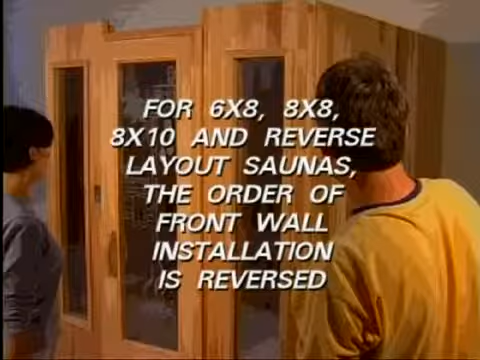 FOR 6X8, 8X8,
8X10 AND REVERSE
LAYOUT SAUNAS,
THE ORDER OF
FRONT WALL
INSTALLATION
IS REVERSED